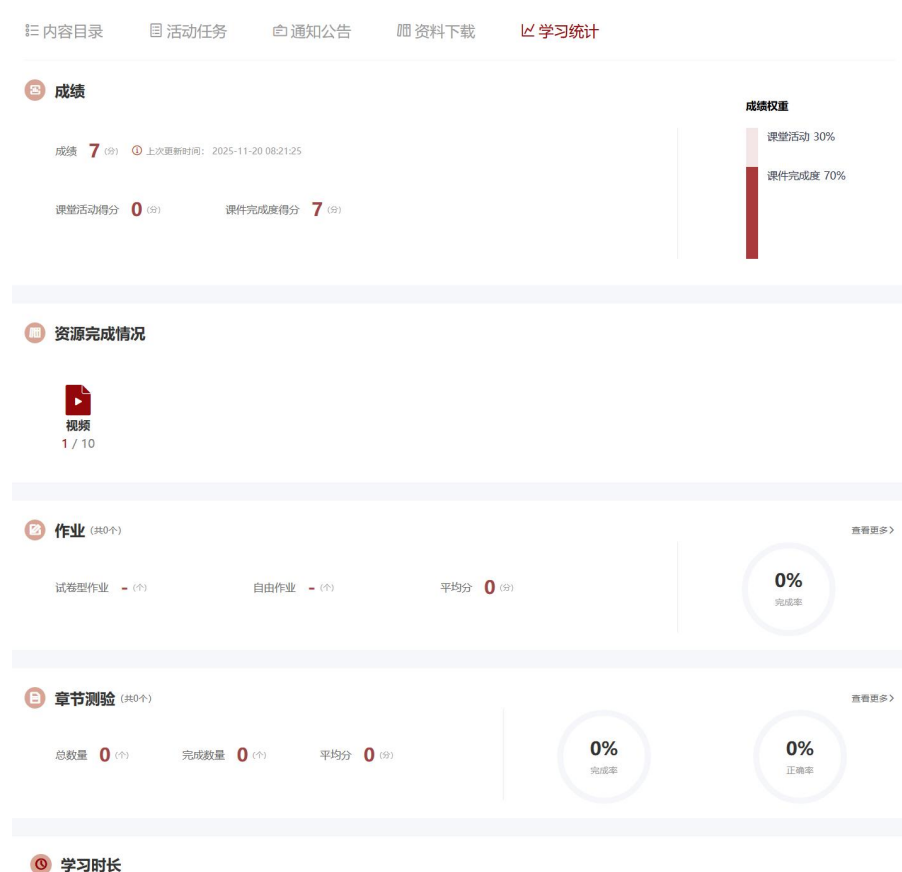 内容目录 活动任务 通知公告 资料下载 学习统计
成绩
成绩权重
课堂活动 30%
成绩 7 (分) 上次更新时间: 2025-11-20 08:21:25
课件完成度 70%
课堂活动得分 0 (分) 课件完成度得分 7 (分)
资源完成情况
视频
1 / 10
作业 (共0个) 查看更多>
试卷型作业 - (个) 自由作业 - (个) 平均分 0 (分)
0%
完成率
章节测验 (共0个) 查看更多>
总数量 0 (个) 完成数量 0 (个) 平均分 0 (分)
0% 0%
完成率 正确率
学习时长